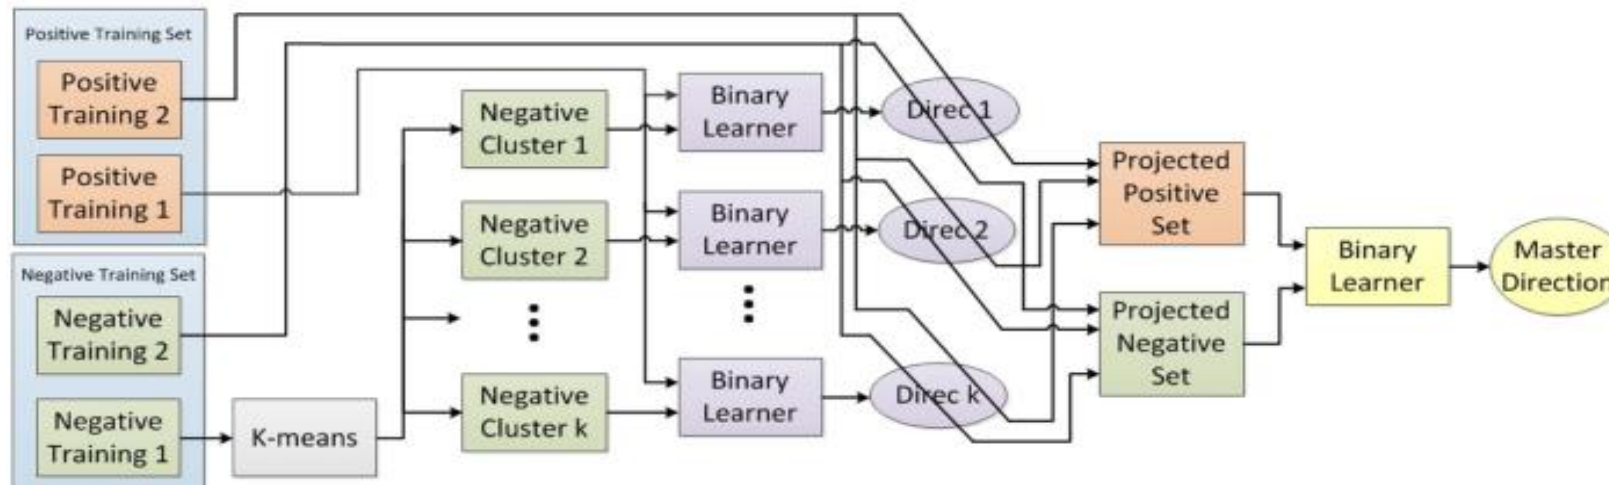 Positive Training Set
Positive
Training 2
Positive
Training 1
Negative Training Set
Negative
Training 2
Negative
Training 1
K-means
Negative
Cluster 1
Negative
Cluster 2
Negative
Cluster k
Binary
Learner
Binary
Learner
Binary
Learner
Direc 1
Direc 2
Direc k
Projected
Positive
Set
Projected
Negative
Set
Binary
Learner
Master
Direction